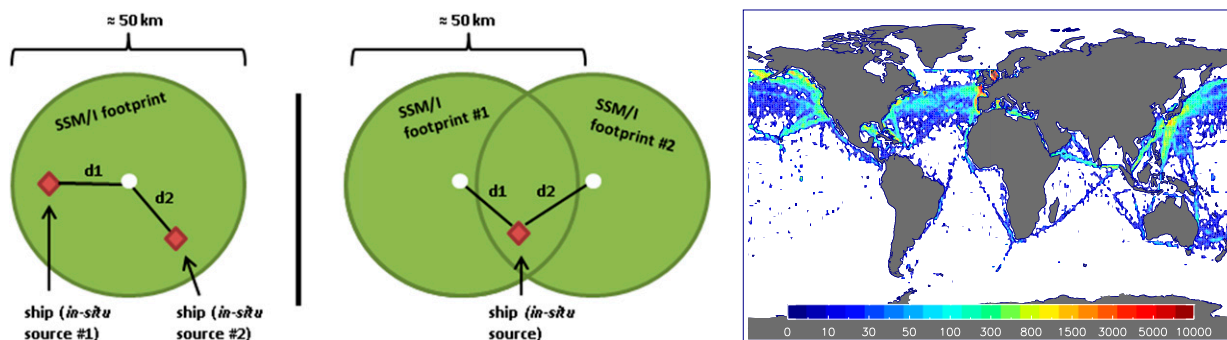 ≈ 50 km
SSM/I footprint
d1
d2
ship (in-situ
source #1)
ship (in-situ
source #2)
≈ 50 km
SSM/I
footprint #1
SSM/I
footprint #2
d1
d2
ship (in-situ
source)
0 10 30 50 100 300 800 1500 3000 5000 10000